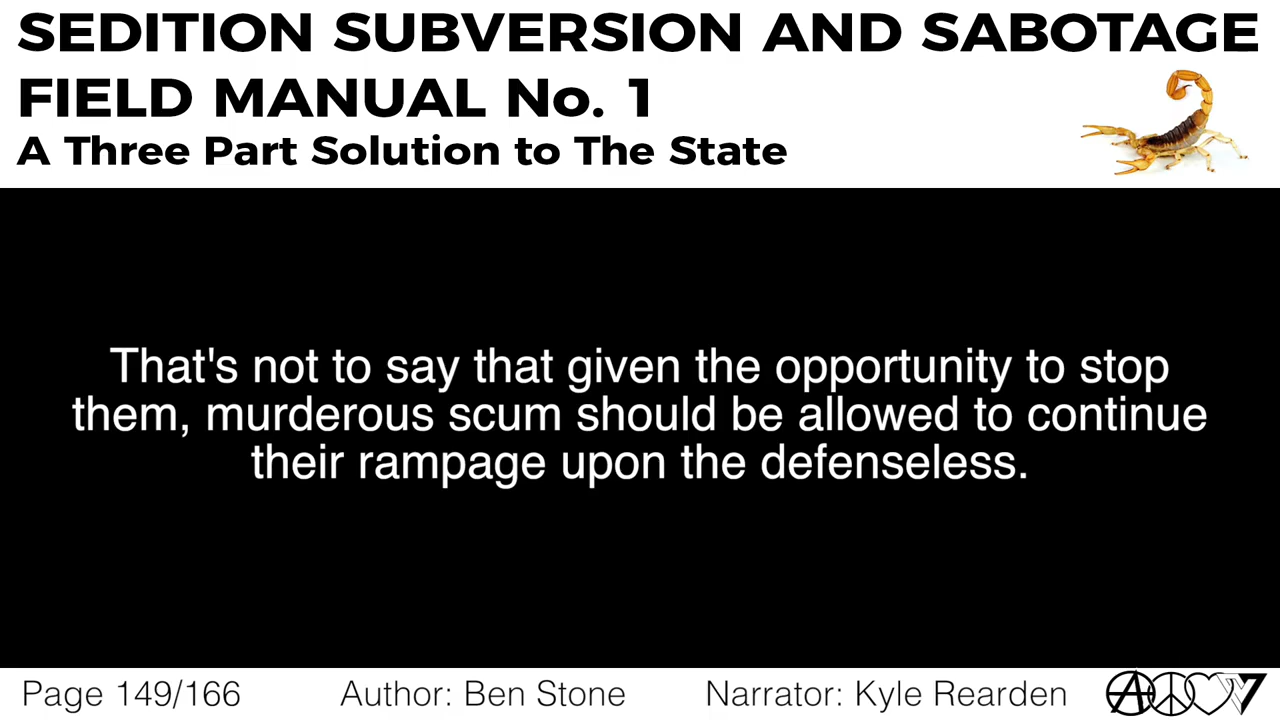 SEDITION SUBVERSION AND SABOTAGE
FIELD MANUAL No. 1
A Three Part Solution to The State
That's not to say that given the opportunity to stop
them, murderous scum should be allowed to continue
their rampage upon the defenseless.
Page 149/166 Author: Ben Stone Narrator: Kyle Rearden